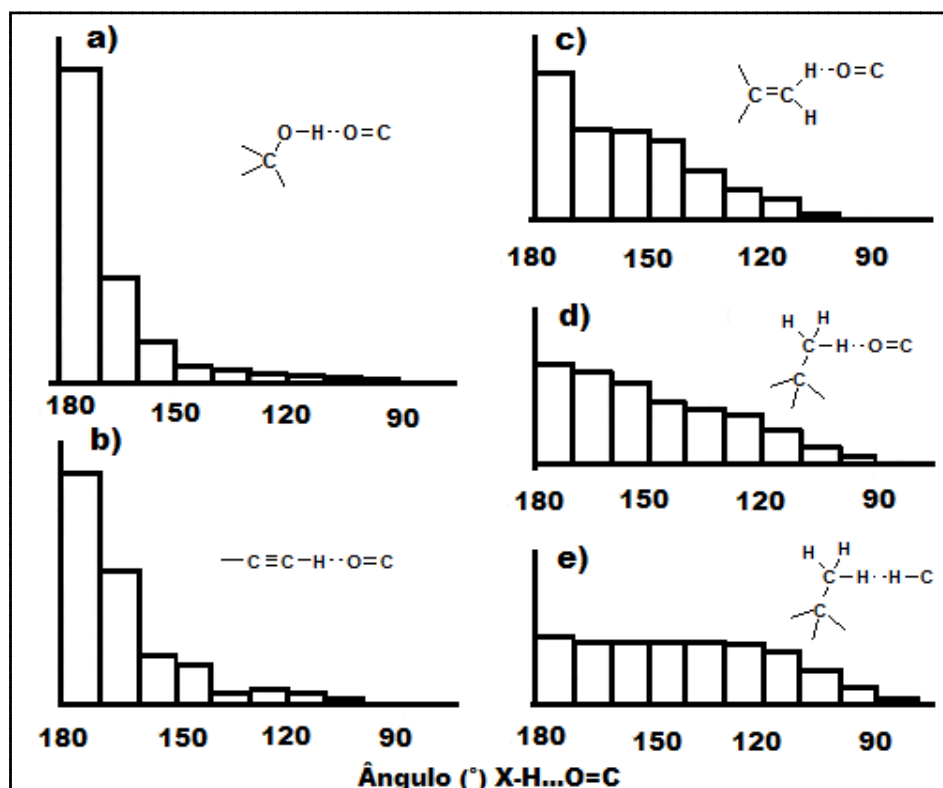 a)
O-H··O=C
C
180 150 120 90
b)
-C≡C-H··O=C
180 150 120 90
c)
H··O=C
C=C
H
180 150 120 90
d)
H H
C-H··O=C
C
180 150 120 90
e)
H H
C-H··H-C
C
180 150 120 90
Ângulo (°) X-H...O=C